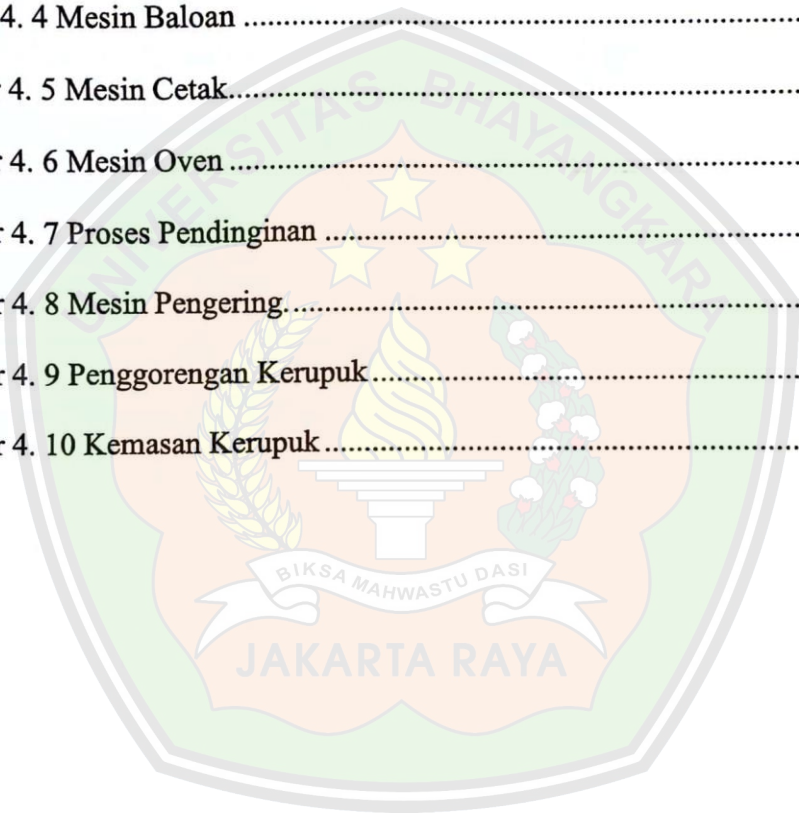 4. 4 Mesin Baloan ................................................................
r 4. 5 Mesin Cetak................................................................
r 4. 6 Mesin Oven ................................................................
r 4. 7 Proses Pendinginan ................................................................
r 4. 8 Mesin Pengering................................................................
r 4. 9 Penggorengan Kerupuk................................................................
r 4. 10 Kemasan Kerupuk................................................................
UNIVERSITAS BHAYANGKARA
BIKSA MAHWASTU DASI
JAKARTA RAYA